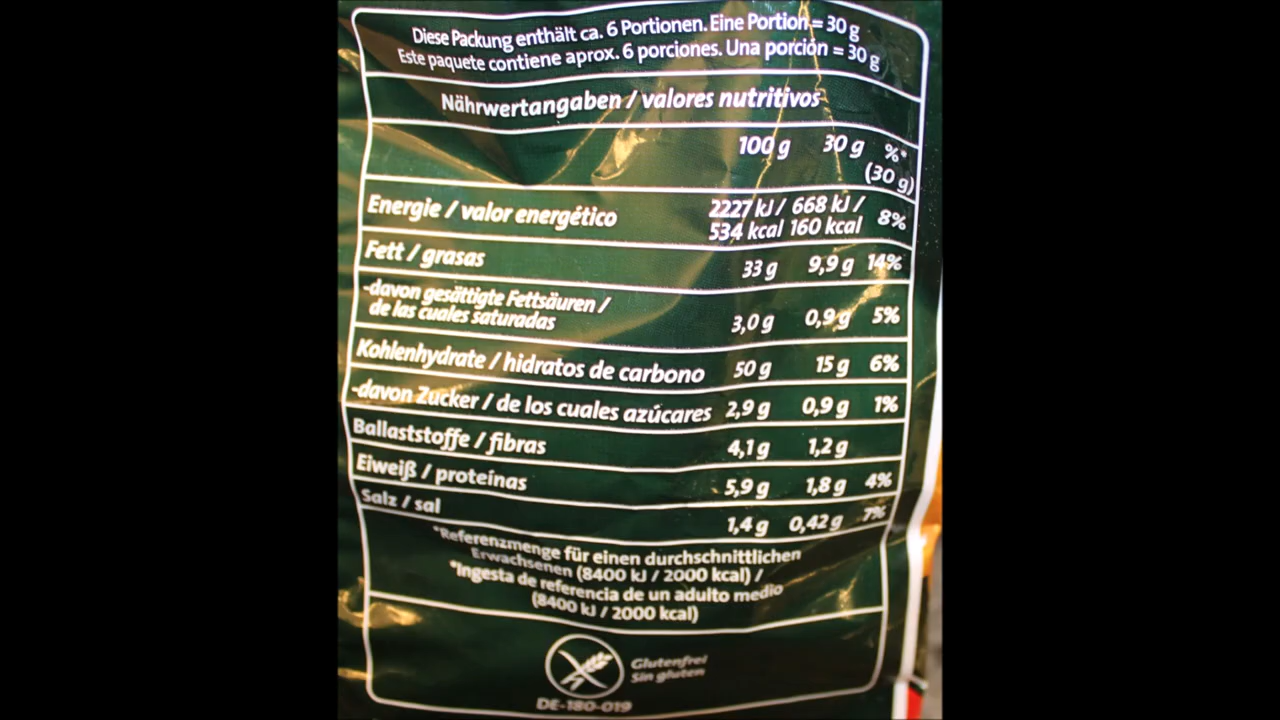 Diese Packung enthält ca. 6 Portionen. Eine Portion = 30 g
Este paquete contiene aprox. 6 porciones. Una porción = 30 g
Nährwertangaben / valores nutritivos
100 g 30 g %*
(30 g)
Energie / valor energético 2227 kJ / 668 kJ / 8%
534 kcal 160 kcal
Fett / grasas 33 g 9,9 g 14%
-davon gesättigte Fettsäuren /
de las cuales saturadas 3,0 g 0,9 g 5%
Kohlenhydrate / hidratos de carbono 50 g 15 g 6%
-davon Zucker / de los cuales azúcares 2,9 g 0,9 g 1%
Ballaststoffe / fibras 4,1 g 1,2 g
Eiweiß / proteínas 5,9 g 1,8 g 4%
Salz / sal 1,4 g 0,42 g 7%
*Referenzmenge für einen durchschnittlichen
Erwachsenen (8400 kJ / 2000 kcal) /
*Ingesta de referencia de un adulto medio
(8400 kJ / 2000 kcal)
Glutenfrei
Sin gluten
DE-180-019